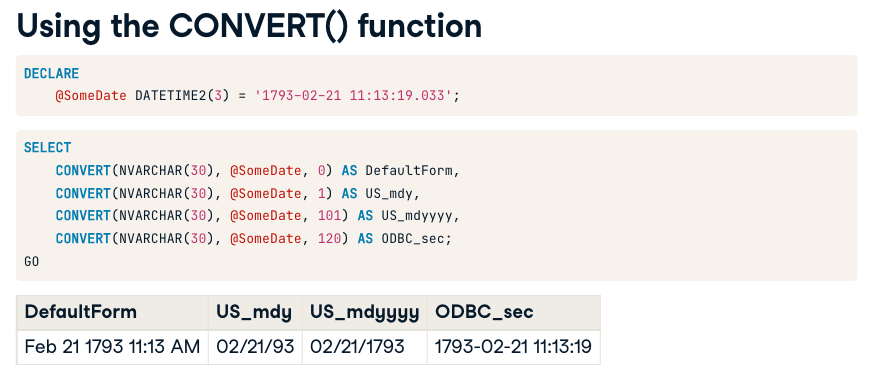 Using the CONVERT() function
DECLARE
@SomeDate DATETIME2(3) = '1793-02-21 11:13:19.033';
SELECT
CONVERT(NVARCHAR(30), @SomeDate, 0) AS DefaultForm,
CONVERT(NVARCHAR(30), @SomeDate, 1) AS US_mdy,
CONVERT(NVARCHAR(30), @SomeDate, 101) AS US_mdyyyy,
CONVERT(NVARCHAR(30), @SomeDate, 120) AS ODBC_sec;
GO
DefaultForm US_mdy US_mdyyyy ODBC_sec
Feb 21 1793 11:13 AM 02/21/93 02/21/1793 1793-02-21 11:13:19